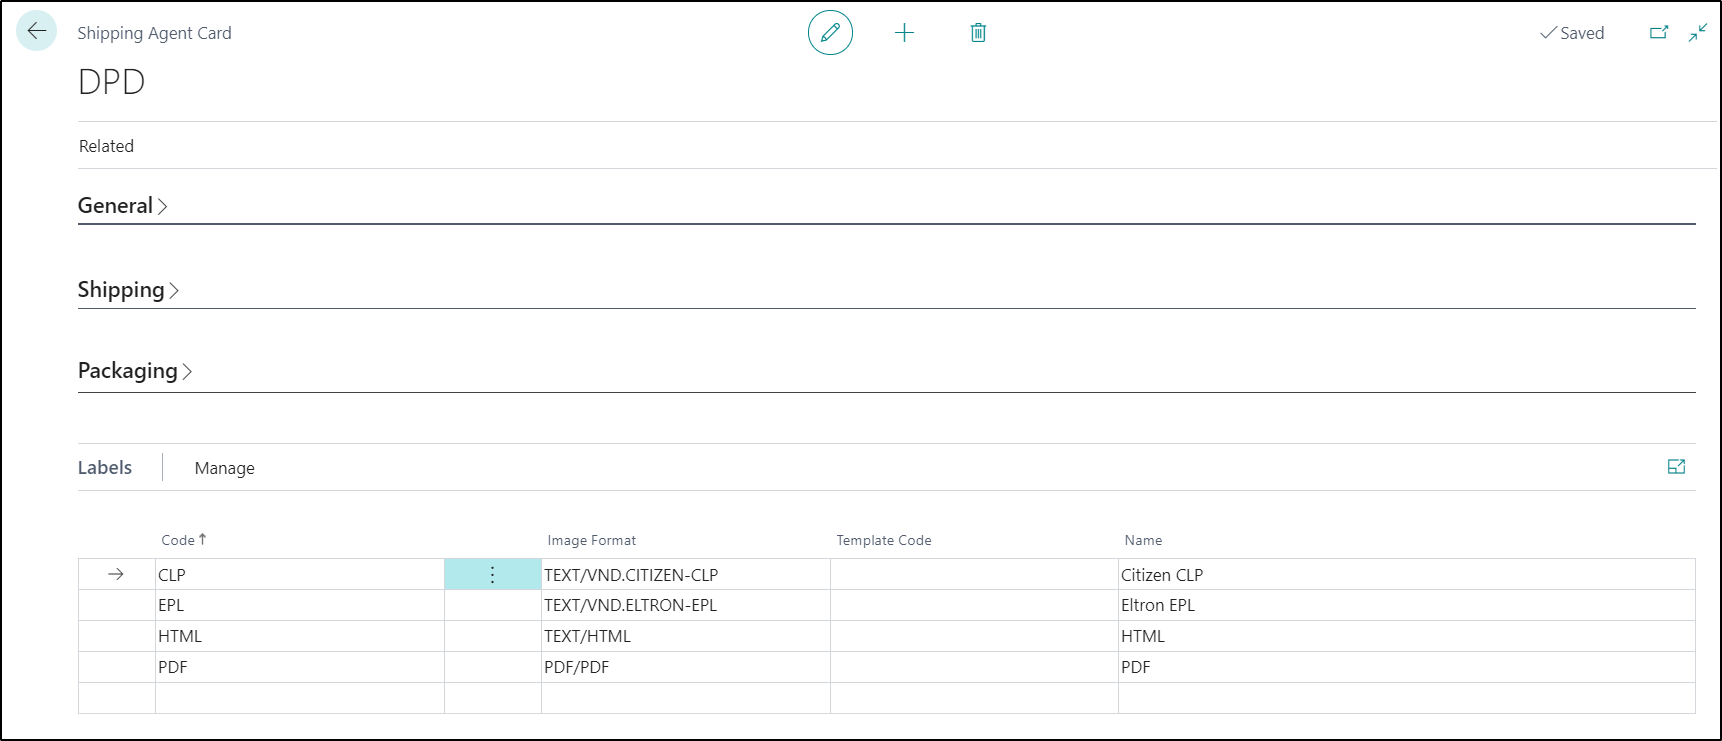 Shipping Agent Card
Saved
DPD
Related
General
Shipping
Packaging
Labels Manage
Code Image Format Template Code Name
CLP TEXT/VND.CITIZEN-CLP Citizen CLP
EPL TEXT/VND.ELTRON-EPL Eltron EPL
HTML TEXT/HTML HTML
PDF PDF/PDF PDF